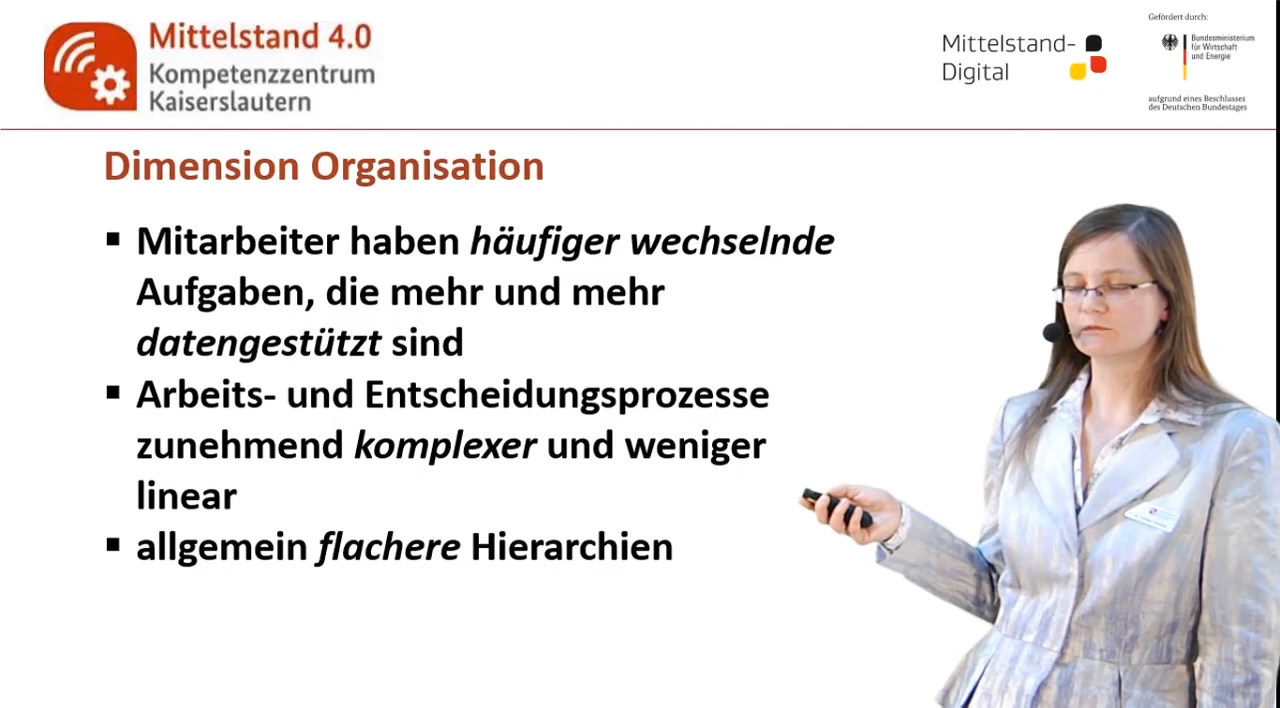 Mittelstand 4.0
Kompetenzzentrum
Kaiserslautern
Mittelstand-
Digital
Gefördert durch:
Bundesministerium
für Wirtschaft
und Energie
aufgrund eines Beschlusses
des Deutschen Bundestages
Dimension Organisation
▪ Mitarbeiter haben häufiger wechselnde
Aufgaben, die mehr und mehr
datengestützt sind
▪ Arbeits- und Entscheidungsprozesse
zunehmend komplexer und weniger
linear
▪ allgemein flachere Hierarchien